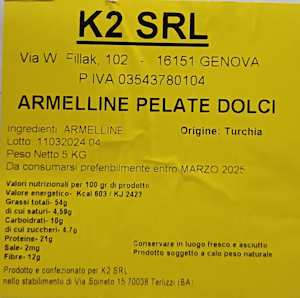 K2 SRL
Via W. Fillak, 102 - 16151 GENOVA
P.IVA 03543780104
ARMELLINE PELATE DOLCI
Ingredienti ARMELLINE Origine: Turchia
Lotto 11032024 04
Peso Netto 5 KG
Da consumarsi preferibilmente entro MARZO 2025
Valori nutrizionali per 100 gr di prodotto
Valore energetico- Kcal 603 / KJ 2423
Grassi totali- 54g
di cui saturi- 4,59g
Carboidrati- 10g
di cui zuccheri- 4,7g
Proteine- 21g
Sale- 2mg
Fibre- 12g
Conservare in luogo fresco e asciutto
Prodotto soggetto a calo peso naturale
Prodotto e confezionato per K2 SRL
nello stabilimento di Via Spineto 15 70038 Terlizzi (BA)